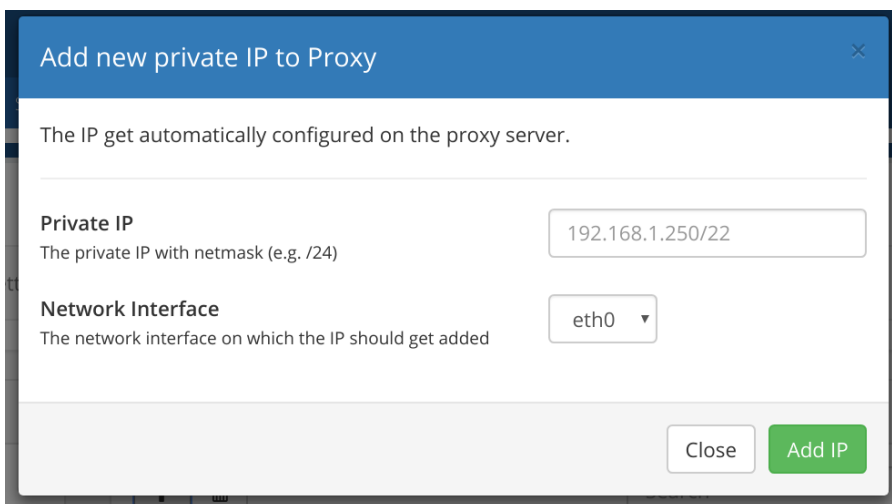 Add new private IP to Proxy
×
The IP get automatically configured on the proxy server.
Private IP
The private IP with netmask (e.g. /24)
192.168.1.250/22
Network Interface
The network interface on which the IP should get added
eth0
Close
Add IP